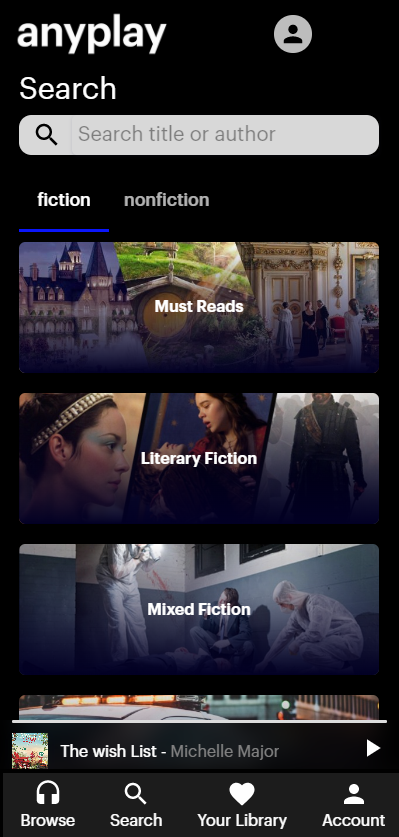 anyplay
Search
Search title or author
fiction nonfiction
Must Reads
Literary Fiction
Mixed Fiction
The wish List - Michelle Major
Browse Search Your Library Account